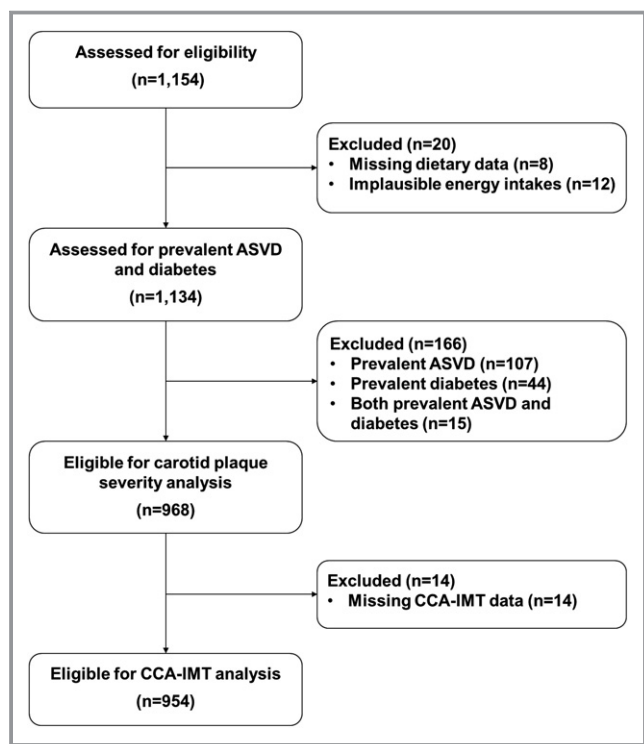 Assessed for eligibility
(n=1,154)
Excluded (n=20)
• Missing dietary data (n=8)
• Implausible energy intakes (n=12)
Assessed for prevalent ASVD
and diabetes
(n=1,134)
Excluded (n=166)
• Prevalent ASVD (n=107)
• Prevalent diabetes (n=44)
• Both prevalent ASVD and
diabetes (n=15)
Eligible for carotid plaque
severity analysis
(n=968)
Excluded (n=14)
• Missing CCA-IMT data (n=14)
Eligible for CCA-IMT analysis
(n=954)